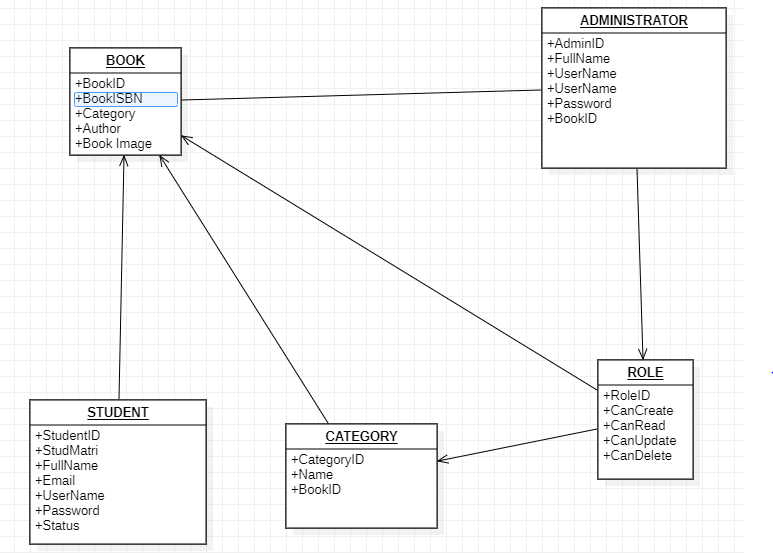 BOOK
+BookID
+BookISBN
+Category
+Author
+Book Image
ADMINISTRATOR
+AdminID
+FullName
+UserName
+UserName
+Password
+BookID
STUDENT
+StudentID
+StudMatri
+FullName
+Email
+UserName
+Password
+Status
CATEGORY
+CategoryID
+Name
+BookID
ROLE
+RoleID
+CanCreate
+CanRead
+CanUpdate
+CanDelete